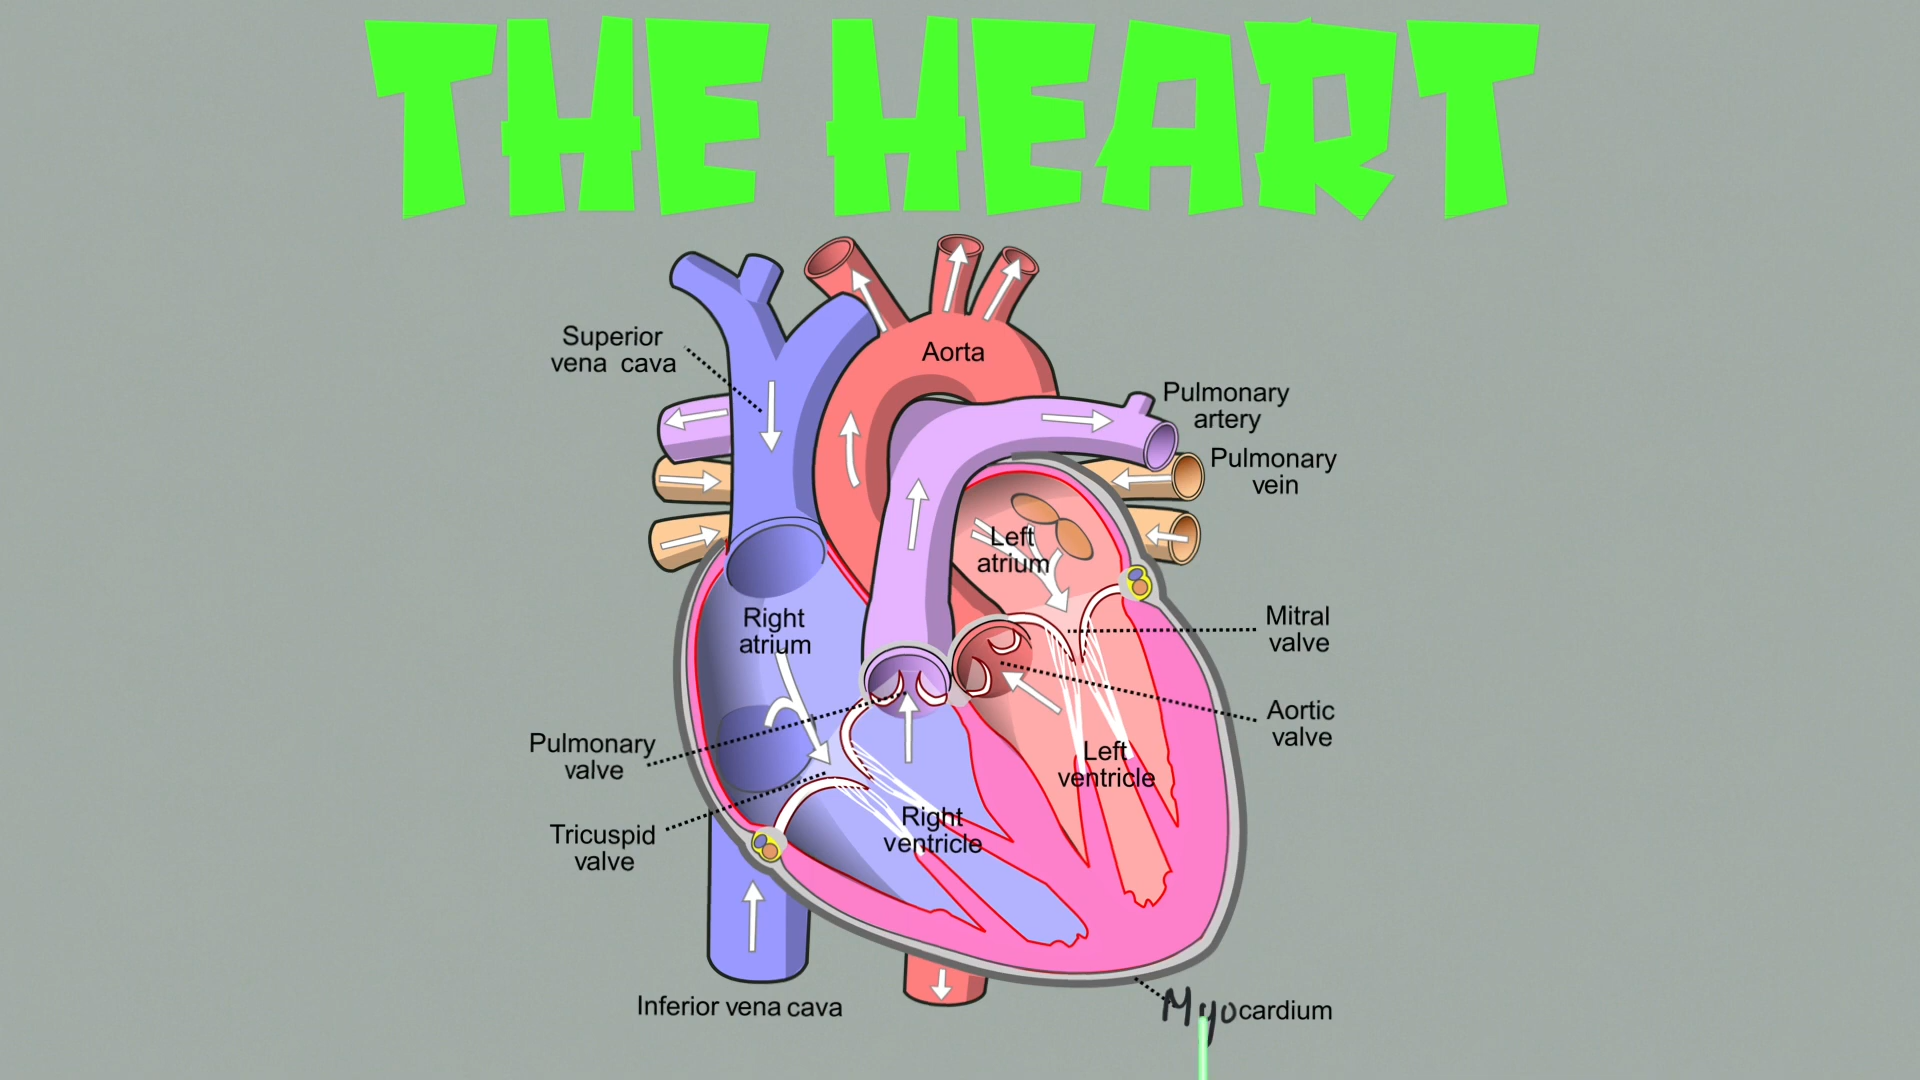 THE HEART
Superior
vena cava
Aorta
Pulmonary
artery
Pulmonary
vein
Left
atrium
Right
atrium
Mitral
valve
Aortic
valve
Pulmonary
valve
Left
ventricle
Tricuspid
valve
Right
ventricle
Inferior vena cava
Myocardium